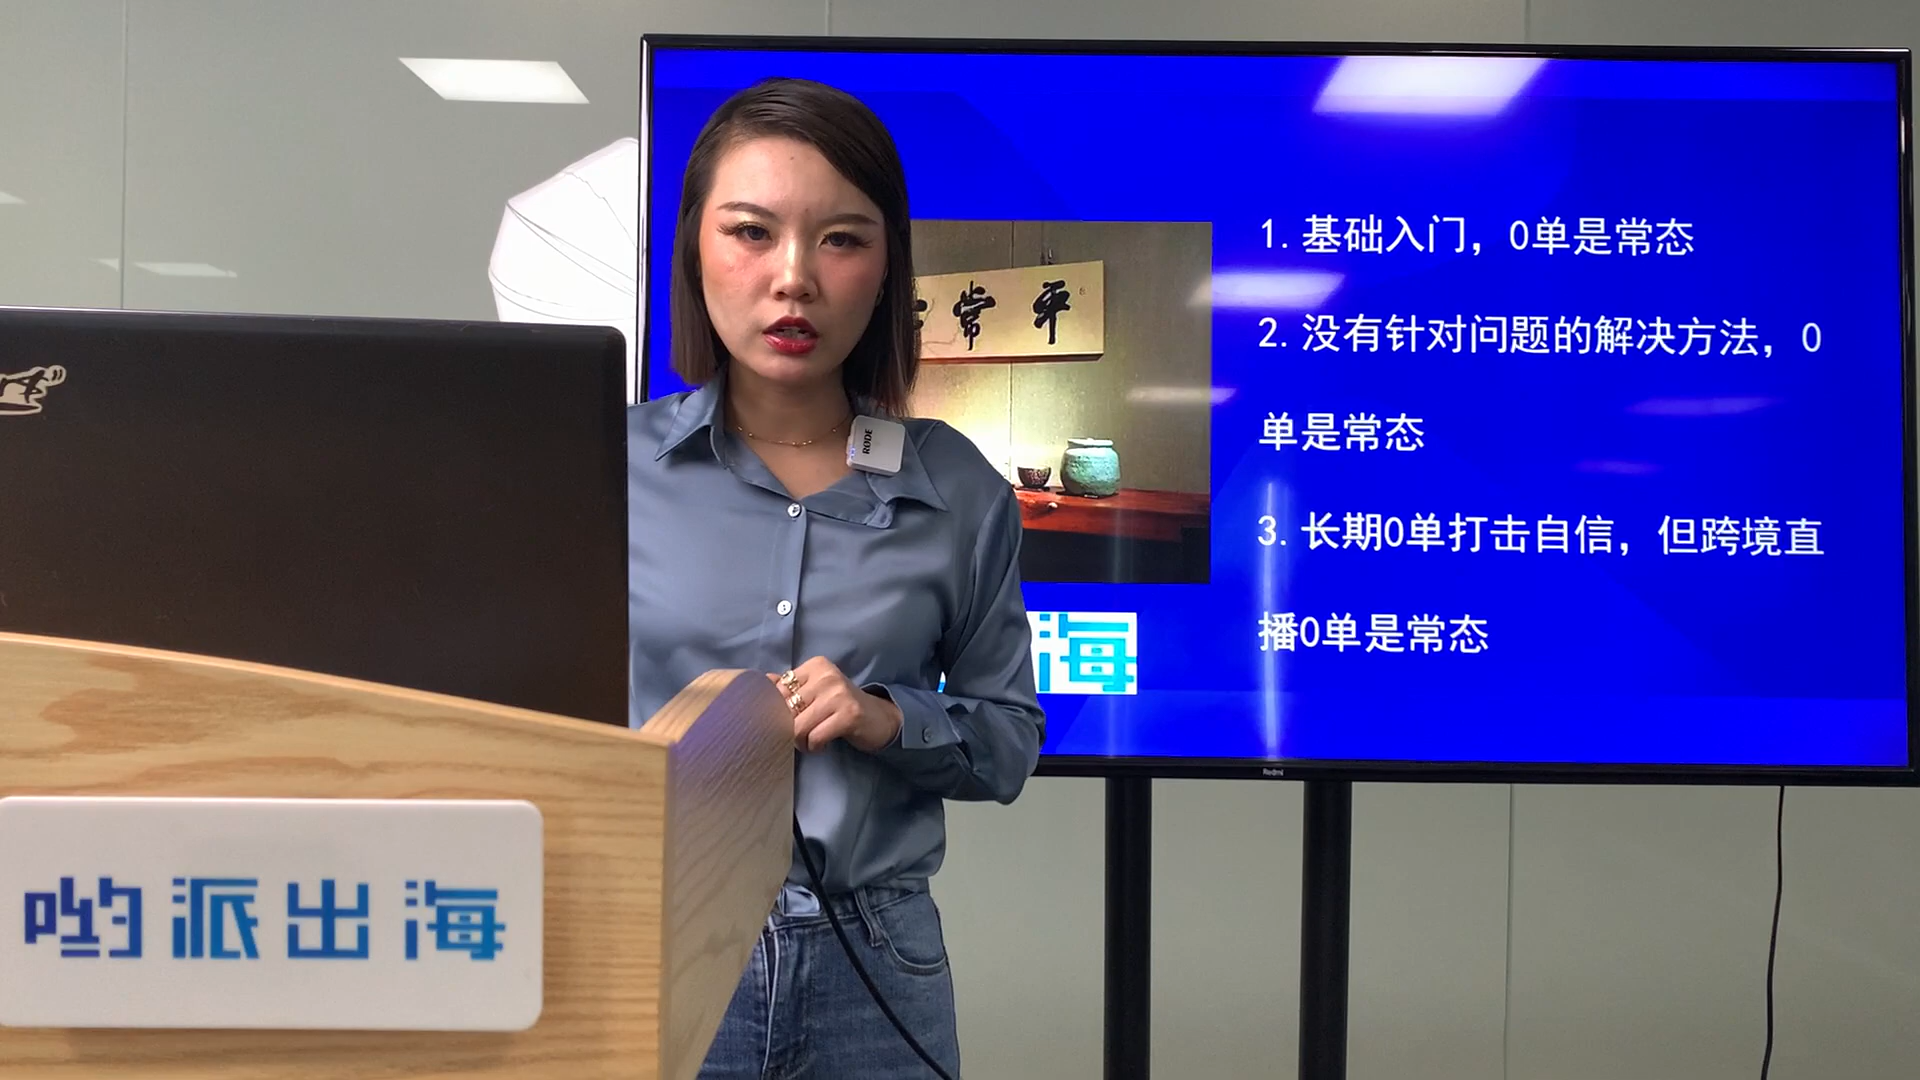 1. 基础入门，0单是常态
2. 没有针对问题的解决方法，0
单是常态
3. 长期0单打击自信，但跨境直
播0单是常态
常平
海
RODE
Redmi
哟派出海